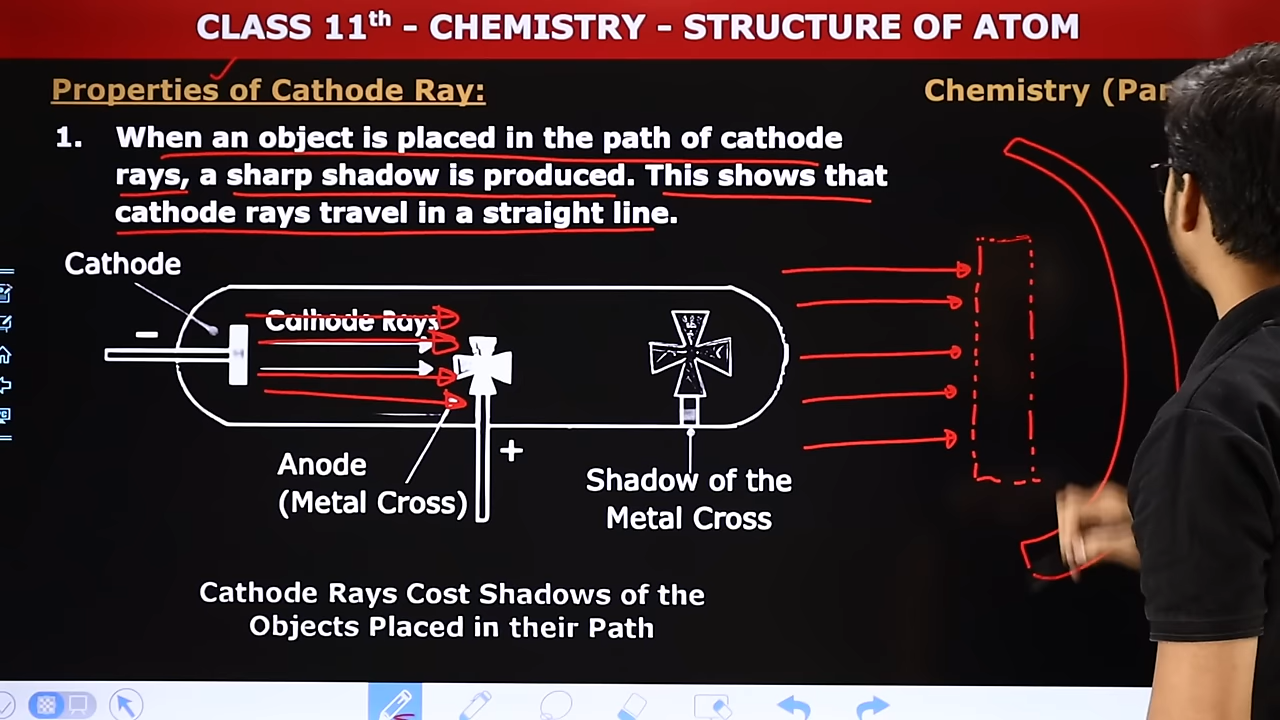 CLASS 11th - CHEMISTRY - STRUCTURE OF ATOM
Properties of Cathode Ray:
Chemistry (Par
1. When an object is placed in the path of cathode
rays, a sharp shadow is produced. This shows that
cathode rays travel in a straight line.
Cathode
−
Cathode Rays
+
Anode
(Metal Cross)
Shadow of the
Metal Cross
Cathode Rays Cost Shadows of the
Objects Placed in their Path